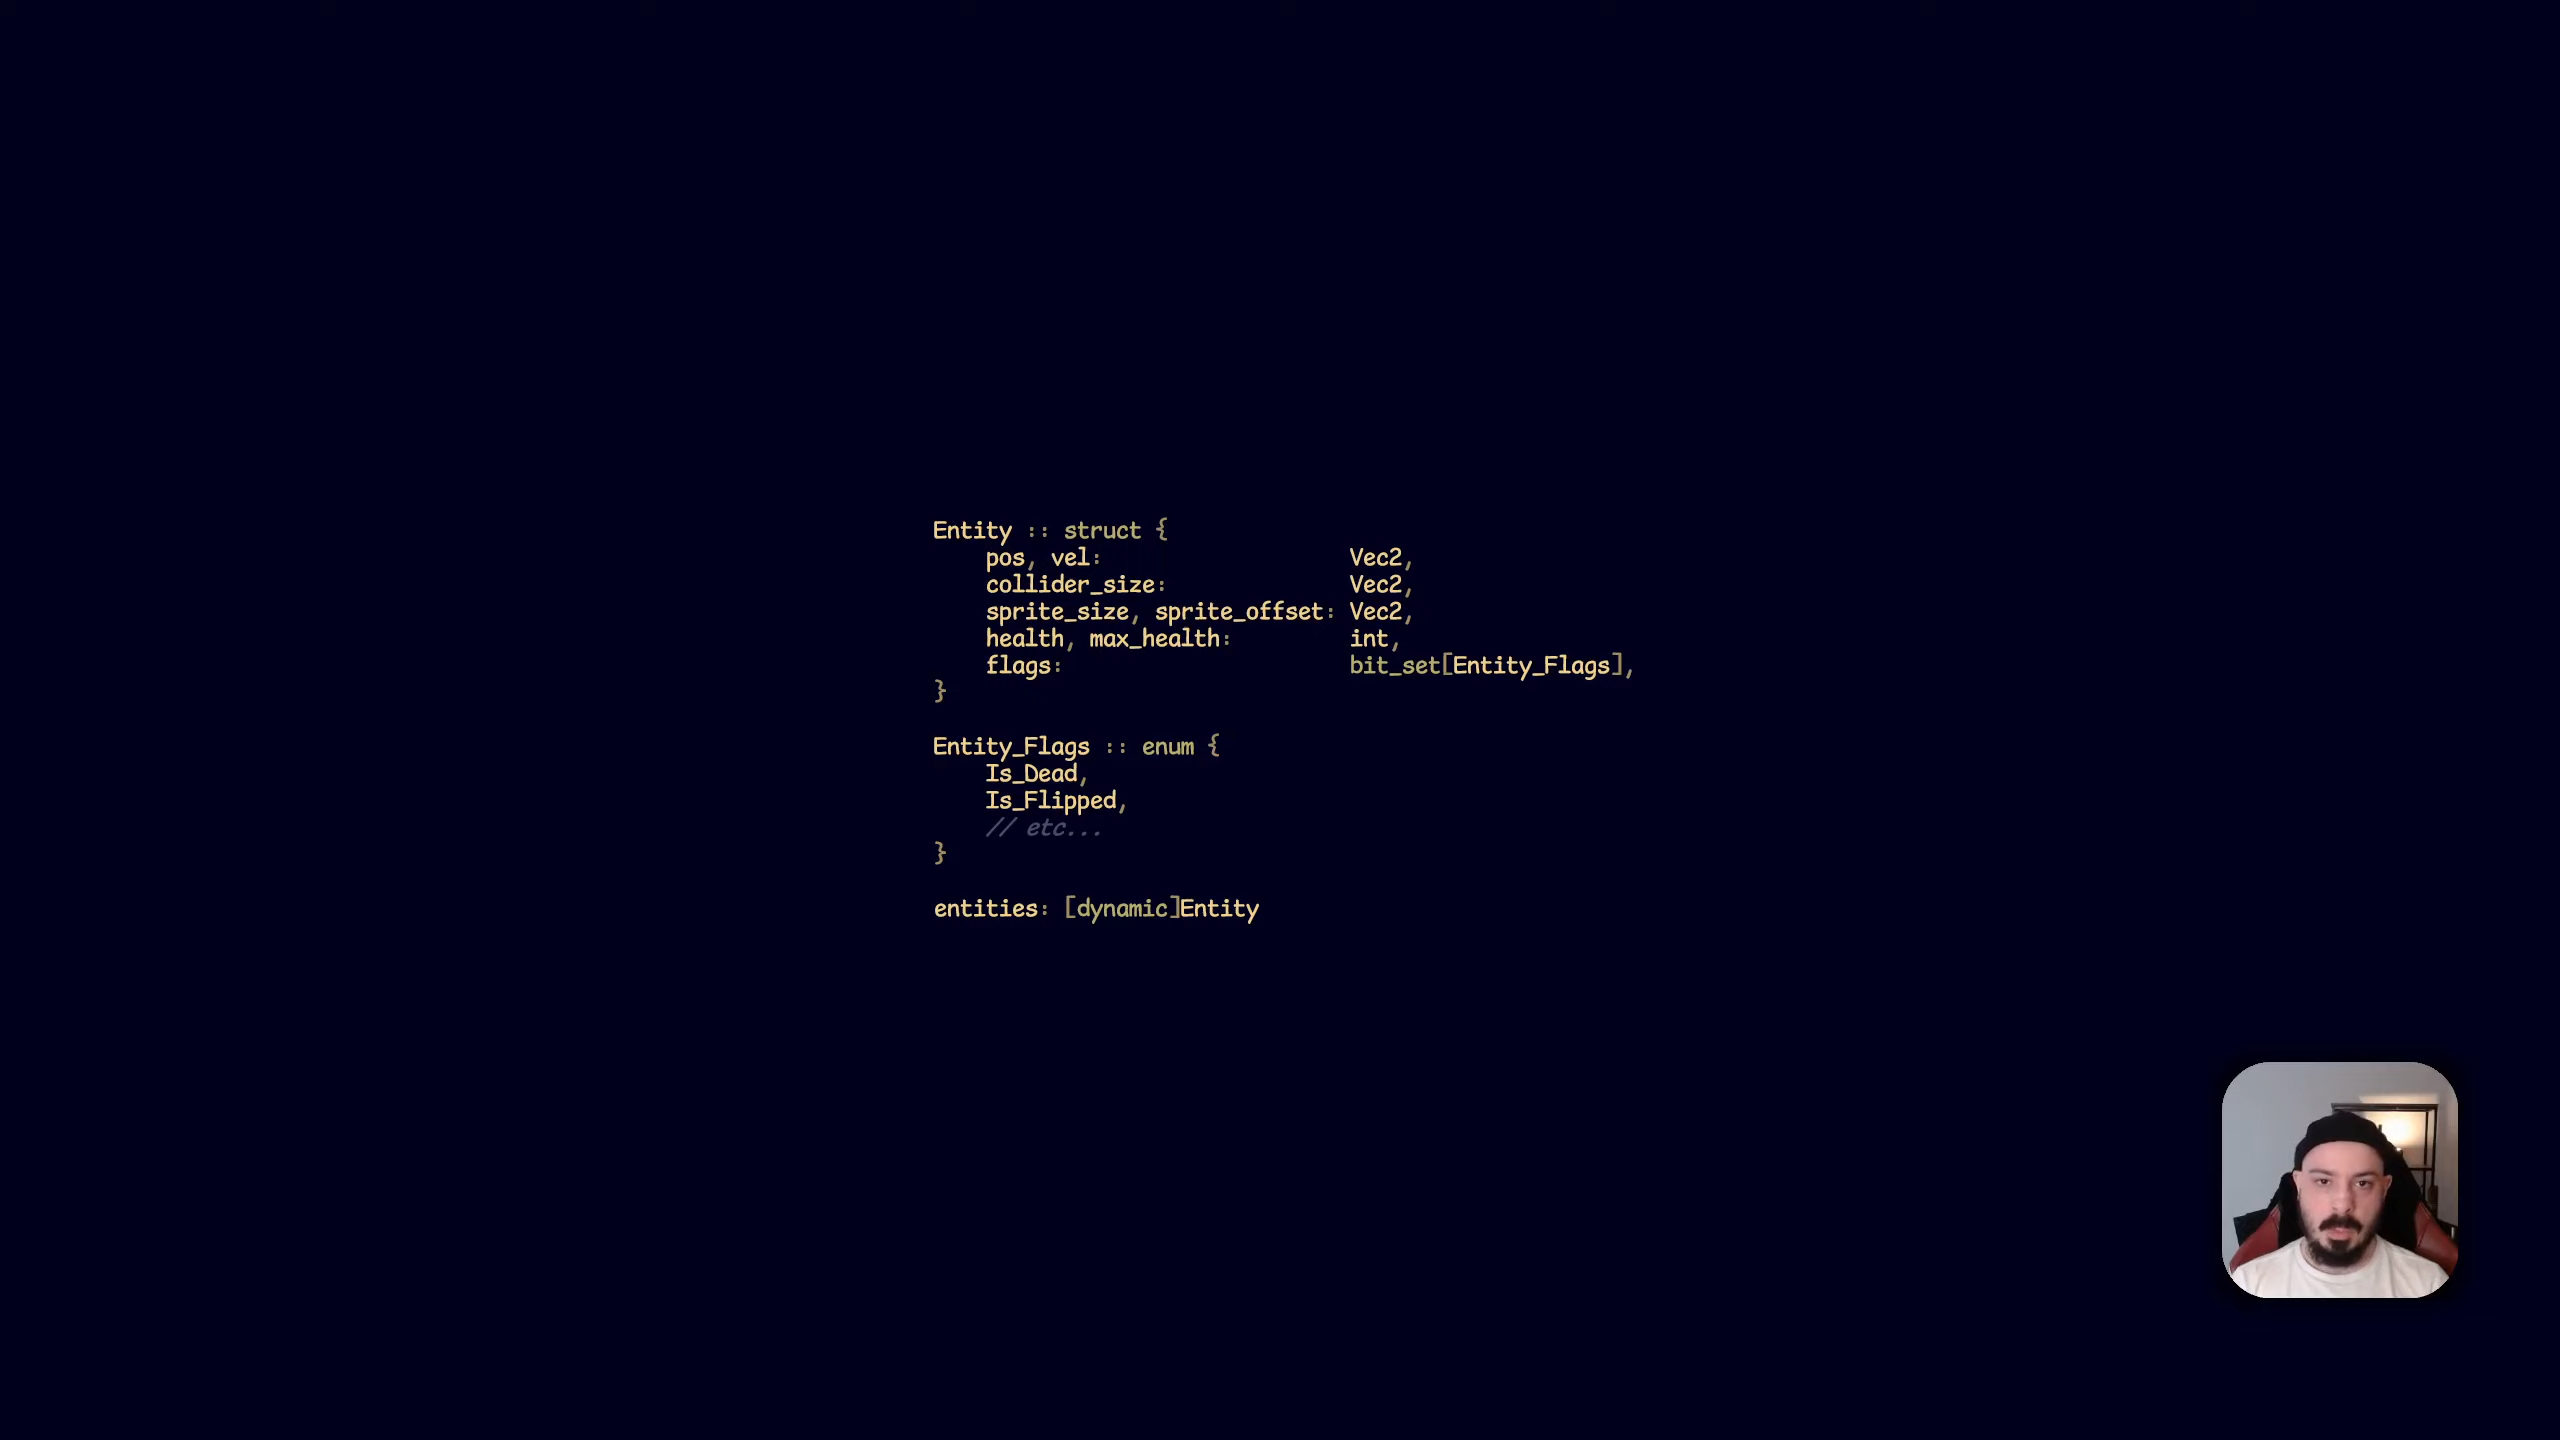 Entity :: struct {
    pos, vel:                   Vec2,
    collider_size:              Vec2,
    sprite_size, sprite_offset: Vec2,
    health, max_health:         int,
    flags:                      bit_set[Entity_Flags],
}

Entity_Flags :: enum {
    Is_Dead,
    Is_Flipped,
    // etc...
}

entities: [dynamic]Entity